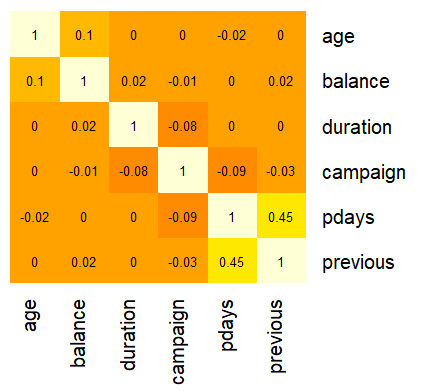 1 0.1 0 0 -0.02 0 age
0.1 1 0.02 -0.01 0 0.02 balance
0 0.02 1 -0.08 0 0 duration
0 -0.01 -0.08 1 -0.09 -0.03 campaign
-0.02 0 0 -0.09 1 0.45 pdays
0 0.02 0 -0.03 0.45 1 previous
age balance duration campaign pdays previous